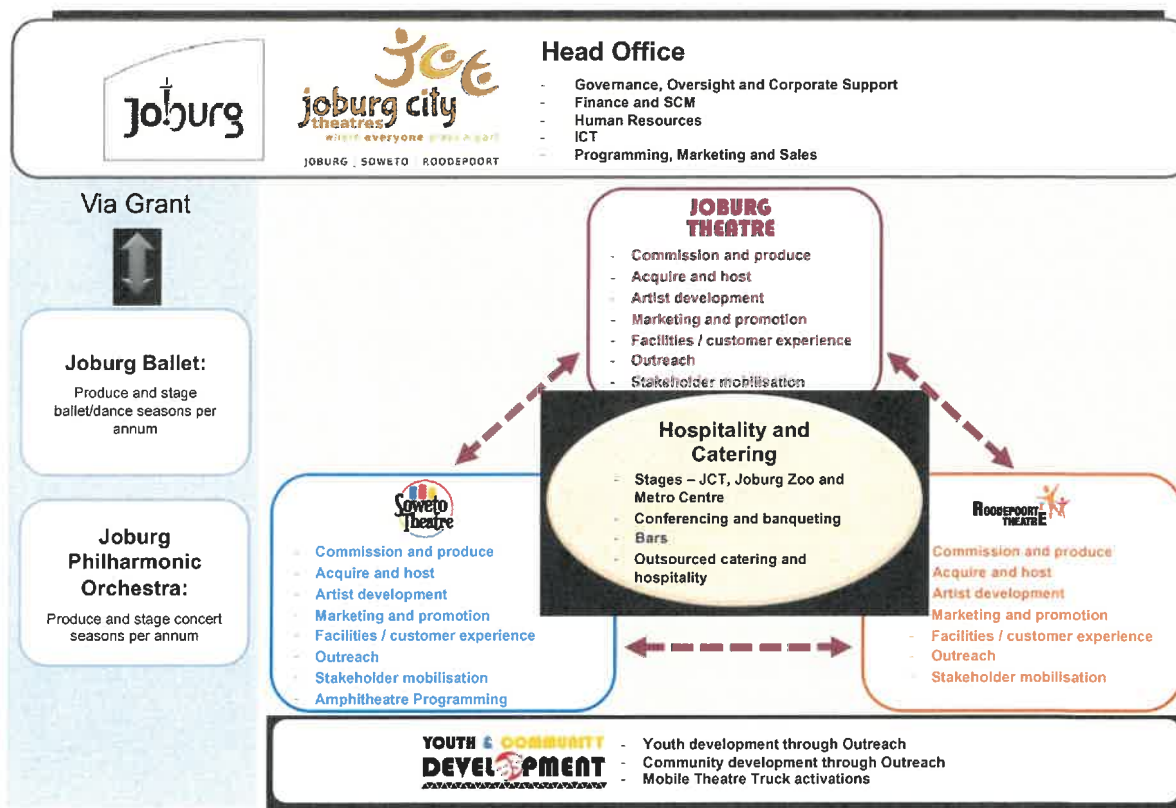 Joburg
jct
joburg city
theatres
where everyone plays a part
JOBURG | SOWETO | ROODEPOORT
Head Office
- Governance, Oversight and Corporate Support
- Finance and SCM
- Human Resources
- ICT
- Programming, Marketing and Sales
Via Grant
Joburg Ballet:
Produce and stage
ballet/dance seasons per
annum
Joburg
Philharmonic
Orchestra:
Produce and stage concert
seasons per annum
JOBURG
THEATRE
- Commission and produce
- Acquire and host
- Artist development
- Marketing and promotion
- Facilities / customer experience
- Outreach
- Stakeholder mobilisation
Hospitality and
Catering
- Stages – JCT, Joburg Zoo and
Metro Centre
- Conferencing and banqueting
- Bars
- Outsourced catering and
hospitality
Soweto
Theatre
- Commission and produce
- Acquire and host
- Artist development
- Marketing and promotion
- Facilities / customer experience
- Outreach
- Stakeholder mobilisation
- Amphitheatre Programming
ROODEPOORT
THEATRE
- Commission and produce
- Acquire and host
- Artist development
- Marketing and promotion
- Facilities / customer experience
- Outreach
- Stakeholder mobilisation
YOUTH & COMMUNITY
DEVELOPMENT
- Youth development through Outreach
- Community development through Outreach
- Mobile Theatre Truck activations